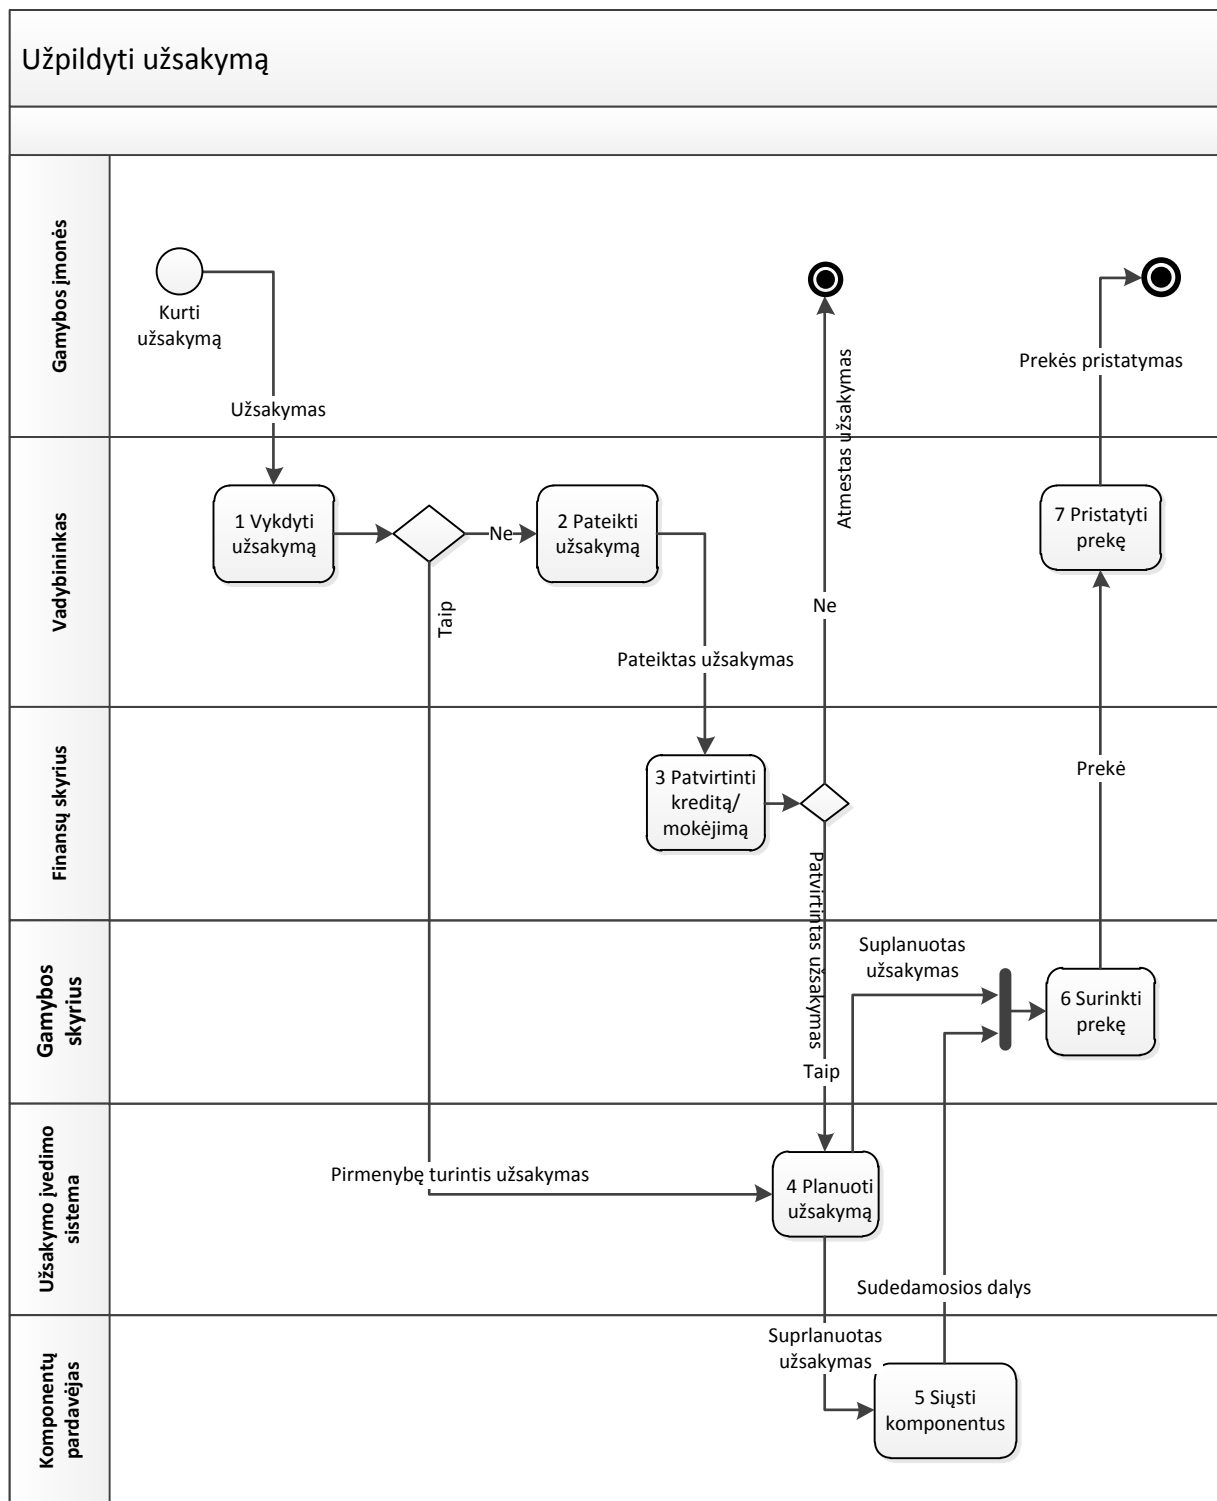 Užpildyti užsakymą
Gamybos įmonės
Kurti
užsakymą
Užsakymas
Atmestas užsakymas
Prekės pristatymas
Vadybininkas
1 Vykdyti
užsakymą
Ne
2 Pateikti
užsakymą
7 Pristatyti
prekę
Taip
Ne
Pateiktas užsakymas
Finansų skyrius
3 Patvirtinti
kreditą/
mokėjimą
Prekė
Patvirtintas užsakymas
Gamybos
skyrius
Suplanuotas
užsakymas
6 Surinkti
prekę
Taip
Užsakymo įvedimo
sistema
Pirmenybę turintis užsakymas
4 Planuoti
užsakymą
Sudedamosios dalys
Komponentų
pardavėjas
Suprlanuotas
užsakymas
5 Siųsti
komponentus